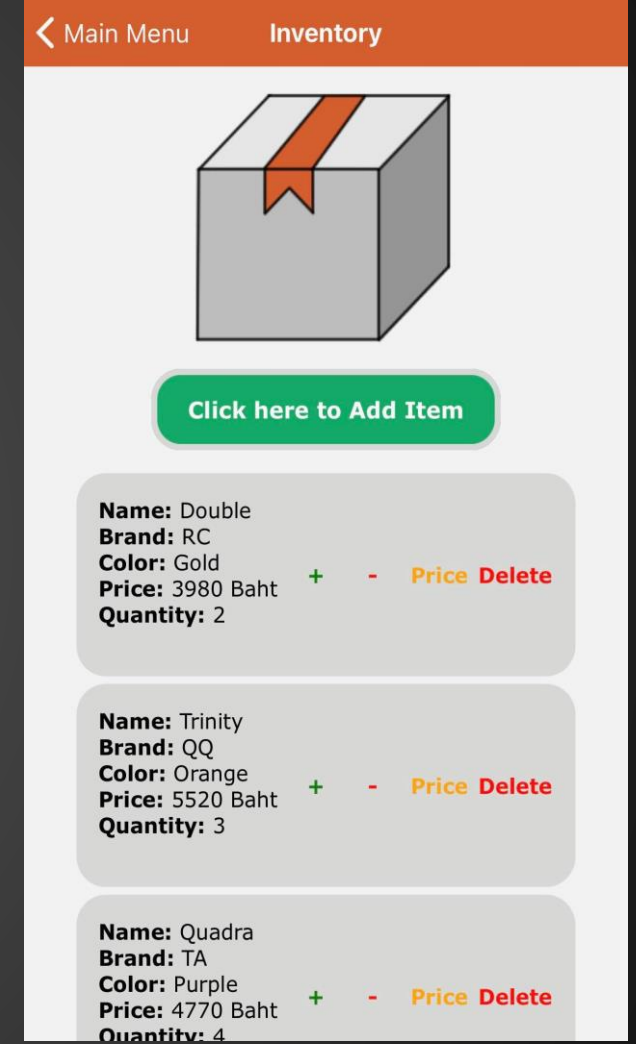 Main Menu Inventory
Click here to Add Item
Name: Double
Brand: RC
Color: Gold
Price: 3980 Baht
Quantity: 2
+ - Price Delete
Name: Trinity
Brand: QQ
Color: Orange
Price: 5520 Baht
Quantity: 3
+ - Price Delete
Name: Quadra
Brand: TA
Color: Purple
Price: 4770 Baht
Quantity: 4
+ - Price Delete